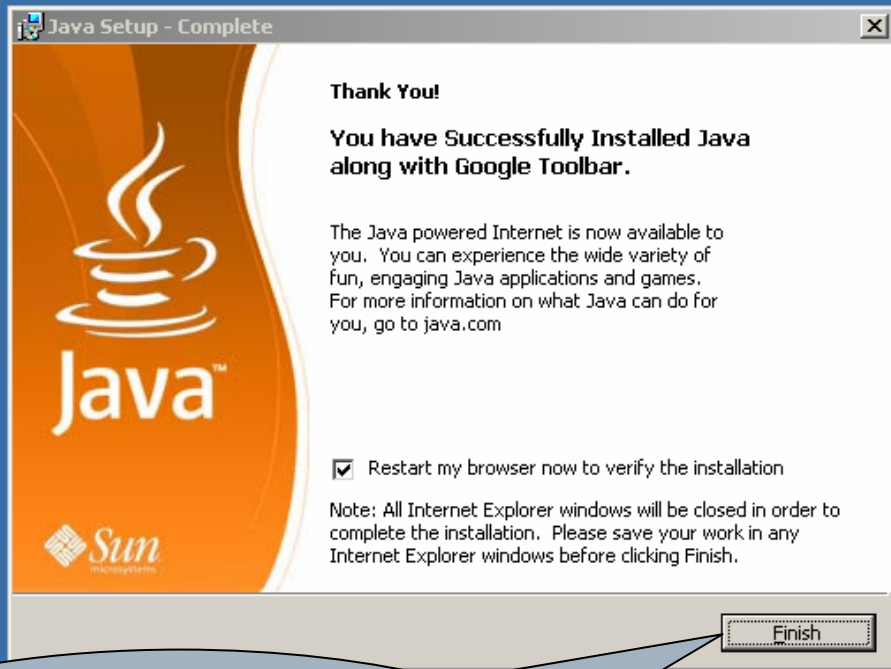 Java Setup - Complete
Thank You!
You have Successfully Installed Java
along with Google Toolbar.
The Java powered Internet is now available to
you. You can experience the wide variety of
fun, engaging Java applications and games.
For more information on what Java can do for
you, go to java.com
Java™
Restart my browser now to verify the installation
Note: All Internet Explorer windows will be closed in order to
complete the installation. Please save your work in any
Internet Explorer windows before clicking Finish.
Sun
microsystems
Finish